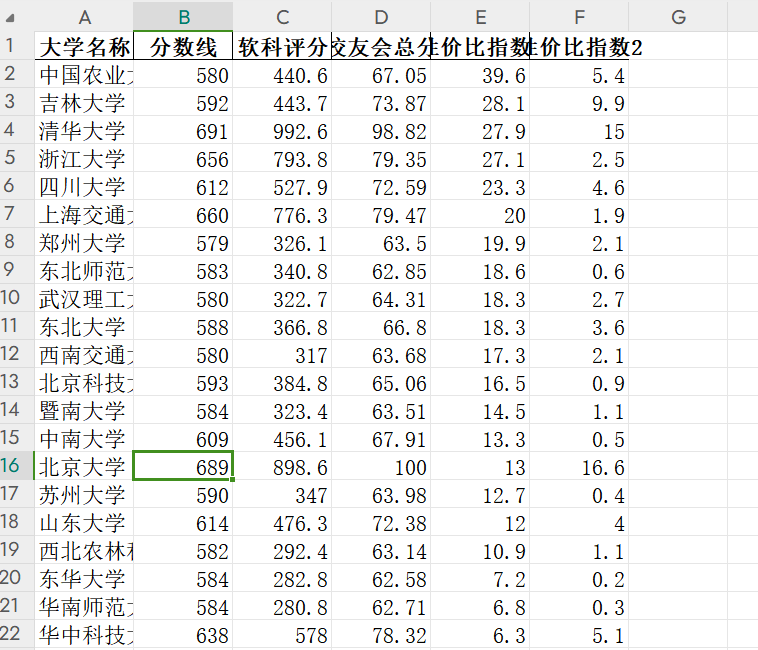 A B C D E F G
1 大学名称 分数线 软科评分 校友会总分 性价比指数 性价比指数2
2 中国农业大 580 440.6 67.05 39.6 5.4
3 吉林大学 592 443.7 73.87 28.1 9.9
4 清华大学 691 992.6 98.82 27.9 15
5 浙江大学 656 793.8 79.35 27.1 2.5
6 四川大学 612 527.9 72.59 23.3 4.6
7 上海交通大 660 776.3 79.47 20 1.9
8 郑州大学 579 326.1 63.5 19.9 2.1
9 东北师范大 583 340.8 62.85 18.6 0.6
10 武汉理工大 580 322.7 64.31 18.3 2.7
11 东北大学 588 366.8 66.8 18.3 3.6
12 西南交通大 580 317 63.68 17.3 2.1
13 北京科技大 593 384.8 65.06 16.5 0.9
14 暨南大学 584 323.4 63.51 14.5 1.1
15 中南大学 609 456.1 67.91 13.3 0.5
16 北京大学 689 898.6 100 13 16.6
17 苏州大学 590 347 63.98 12.7 0.4
18 山东大学 614 476.3 72.38 12 4
19 西北农林科 582 292.4 63.14 10.9 1.1
20 东华大学 584 282.8 62.58 7.2 0.2
21 华南师范大 584 280.8 62.71 6.8 0.3
22 华中科技大 638 578 78.32 6.3 5.1